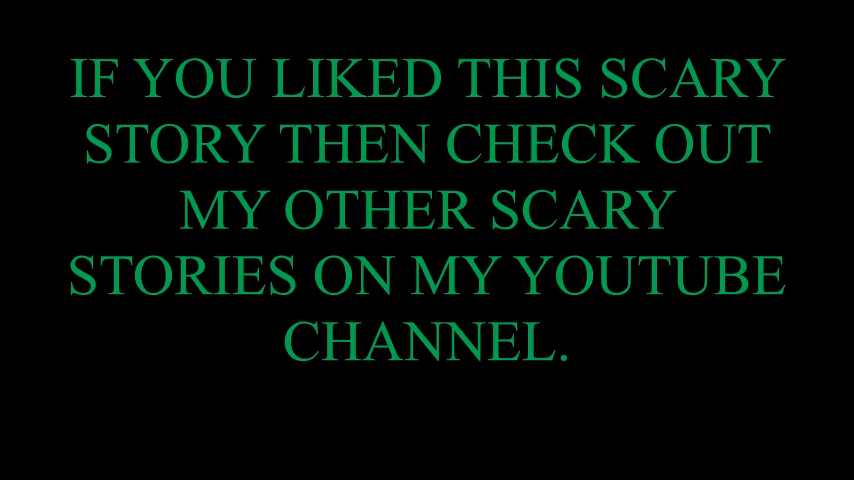 IF YOU LIKED THIS SCARY
STORY THEN CHECK OUT
MY OTHER SCARY
STORIES ON MY YOUTUBE
CHANNEL.